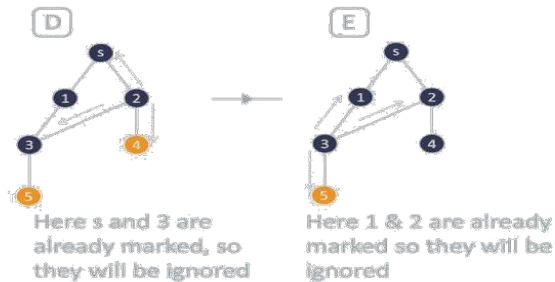 D
E
s
s
1
2
1
2
3
4
3
4
5
5
Here s and 3 are
already marked, so
they will be ignored
Here 1 & 2 are already
marked so they will be
ignored